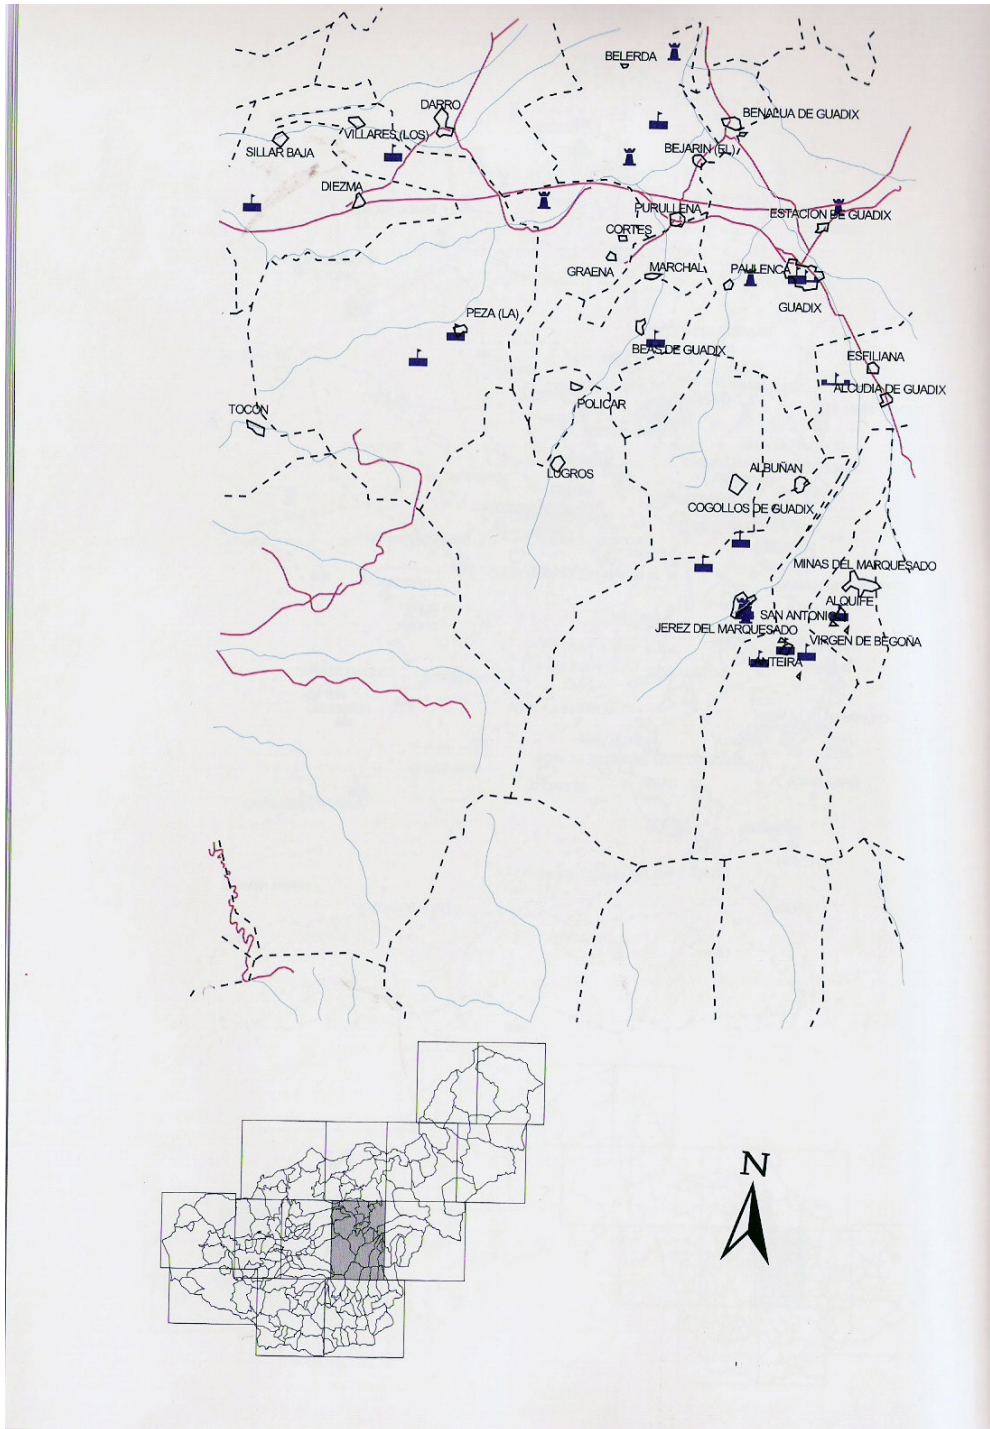 BELERDA
DARRO
BENALUA DE GUADIX
VILLARES (LOS)
SILLAR BAJA
BEJARIN (EL)
DIEZMA
PURULLENA
ESTACION DE GUADIX
CORTES
GRAENA
MARCHAL
PAULENCA
GUADIX
PEZA (LA)
BEAS DE GUADIX
ESFILIANA
ALCUDIA DE GUADIX
POLICAR
TOCON
LUGROS
ALBUÑAN
COGOLLOS DE GUADIX
MINAS DEL MARQUESADO
ALQUIFE
SAN ANTONIO
JEREZ DEL MARQUESADO
VIRGEN DE BEGOÑA
LANTEIRA
N